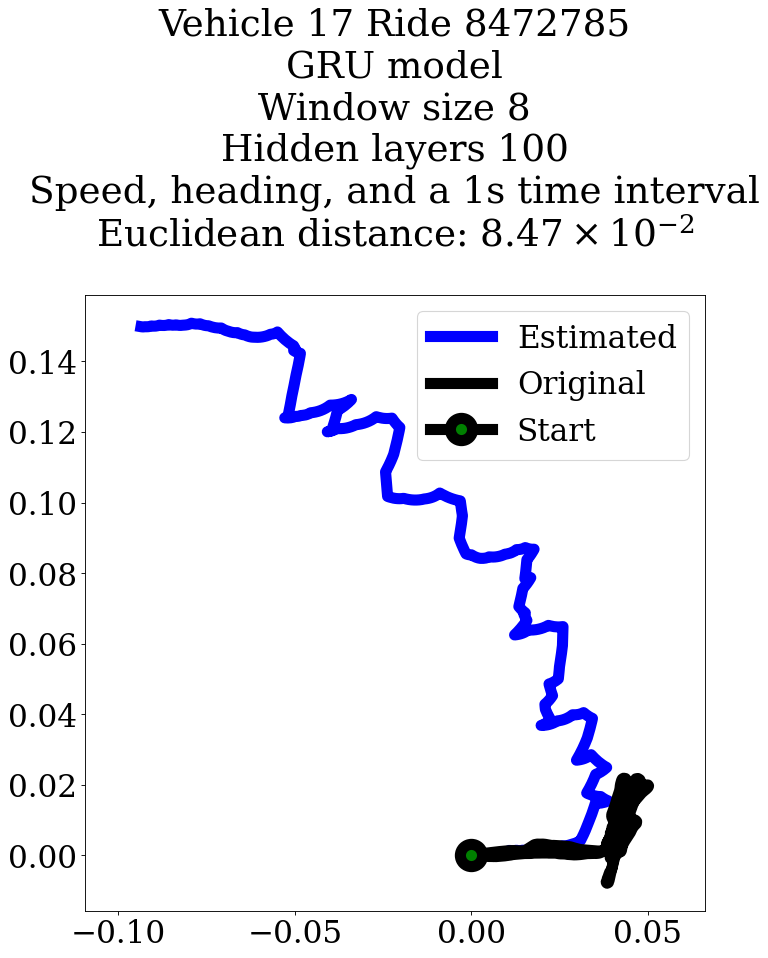 Vehicle 17 Ride 8472785
GRU model
Window size 8
Hidden layers 100
Speed, heading, and a 1s time interval
Euclidean distance: 8.47 × 10⁻²
Estimated
Original
Start
0.14
0.12
0.10
0.08
0.06
0.04
0.02
0.00
−0.10 −0.05 0.00 0.05